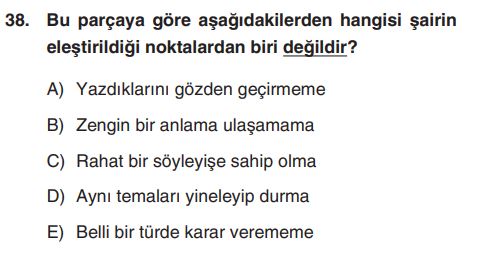 38. Bu parçaya göre aşağıdakilerden hangisi şairin
eleştirildiği noktalardan biri değildir?
A) Yazdıklarını gözden geçirmeme
B) Zengin bir anlama ulaşamama
C) Rahat bir söyleyişe sahip olma
D) Aynı temaları yineleyip durma
E) Belli bir türde karar verememe